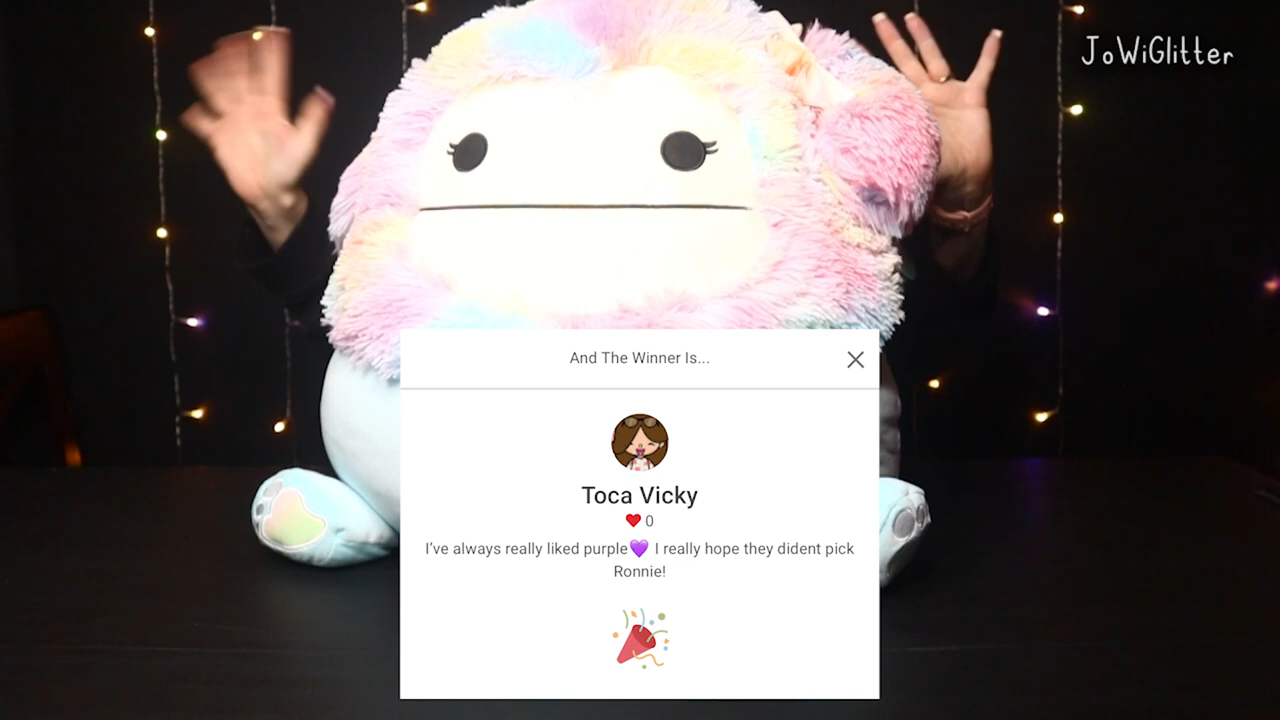 JoWiGlitter
And The Winner Is...
Toca Vicky
0
I've always really liked purple💜 I really hope they dident pick
Ronnie!